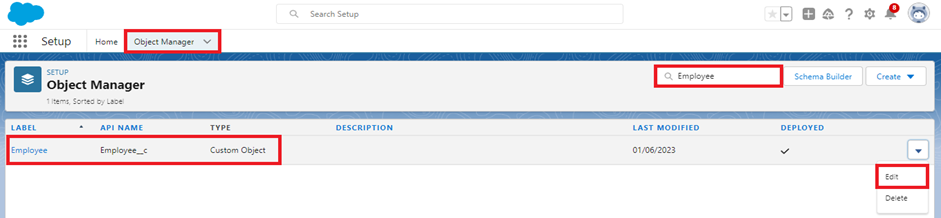 Search Setup
8
Setup Home Object Manager
SETUP
Object Manager
1 Items, Sorted by Label
Employee
Schema Builder
Create
LABEL API NAME TYPE DESCRIPTION LAST MODIFIED DEPLOYED
Employee Employee__c Custom Object 01/06/2023
Edit
Delete